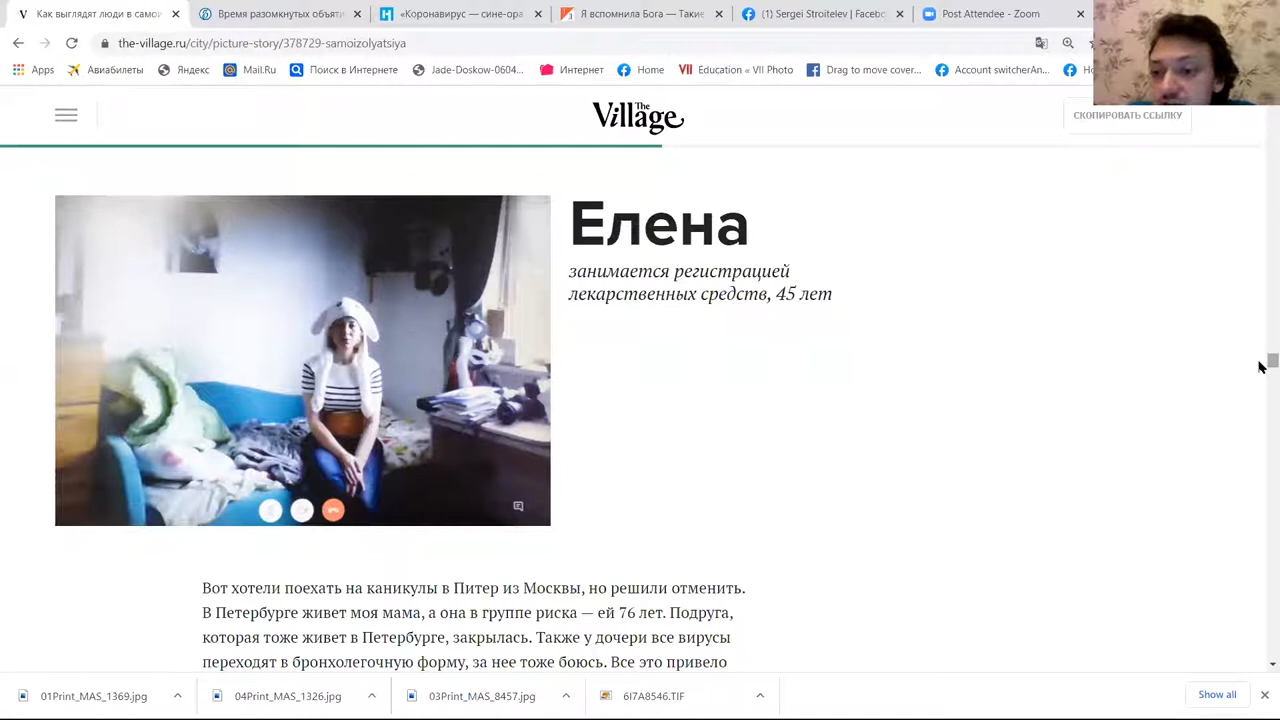 Как выглядят люди в самои
Время разомкнутых объяти
«Коронавирус — сине-ора
Я вспомнила Бога — Такие
(1) Sergei Stroitelev | Facebo
Post Attendee - Zoom
the-village.ru/city/picture-story/378729-samoizolyatsiya
Apps
Авиабилеты
Яндекс
Mail.Ru
Поиск в Интернете
Jade-Doskow-0604...
Интернет
Home
VII Education « VII Photo
Drag to move cover...
Account switcherAn...
The
Village
СКОПИРОВАТЬ ССЫЛКУ
Елена
занимается регистрацией
лекарственных средств, 45 лет
Вот хотели поехать на каникулы в Питер из Москвы, но решили отменить.
В Петербурге живет моя мама, а она в группе риска — ей 76 лет. Подруга,
которая тоже живет в Петербурге, закрылась. Также у дочери все вирусы
переходят в бронхолегочную форму, за нее тоже боюсь. Все это привело
01Print_MAS_1369.jpg
04Print_MAS_1326.jpg
03Print_MAS_8457.jpg
6I7A8546.TIF
Show all